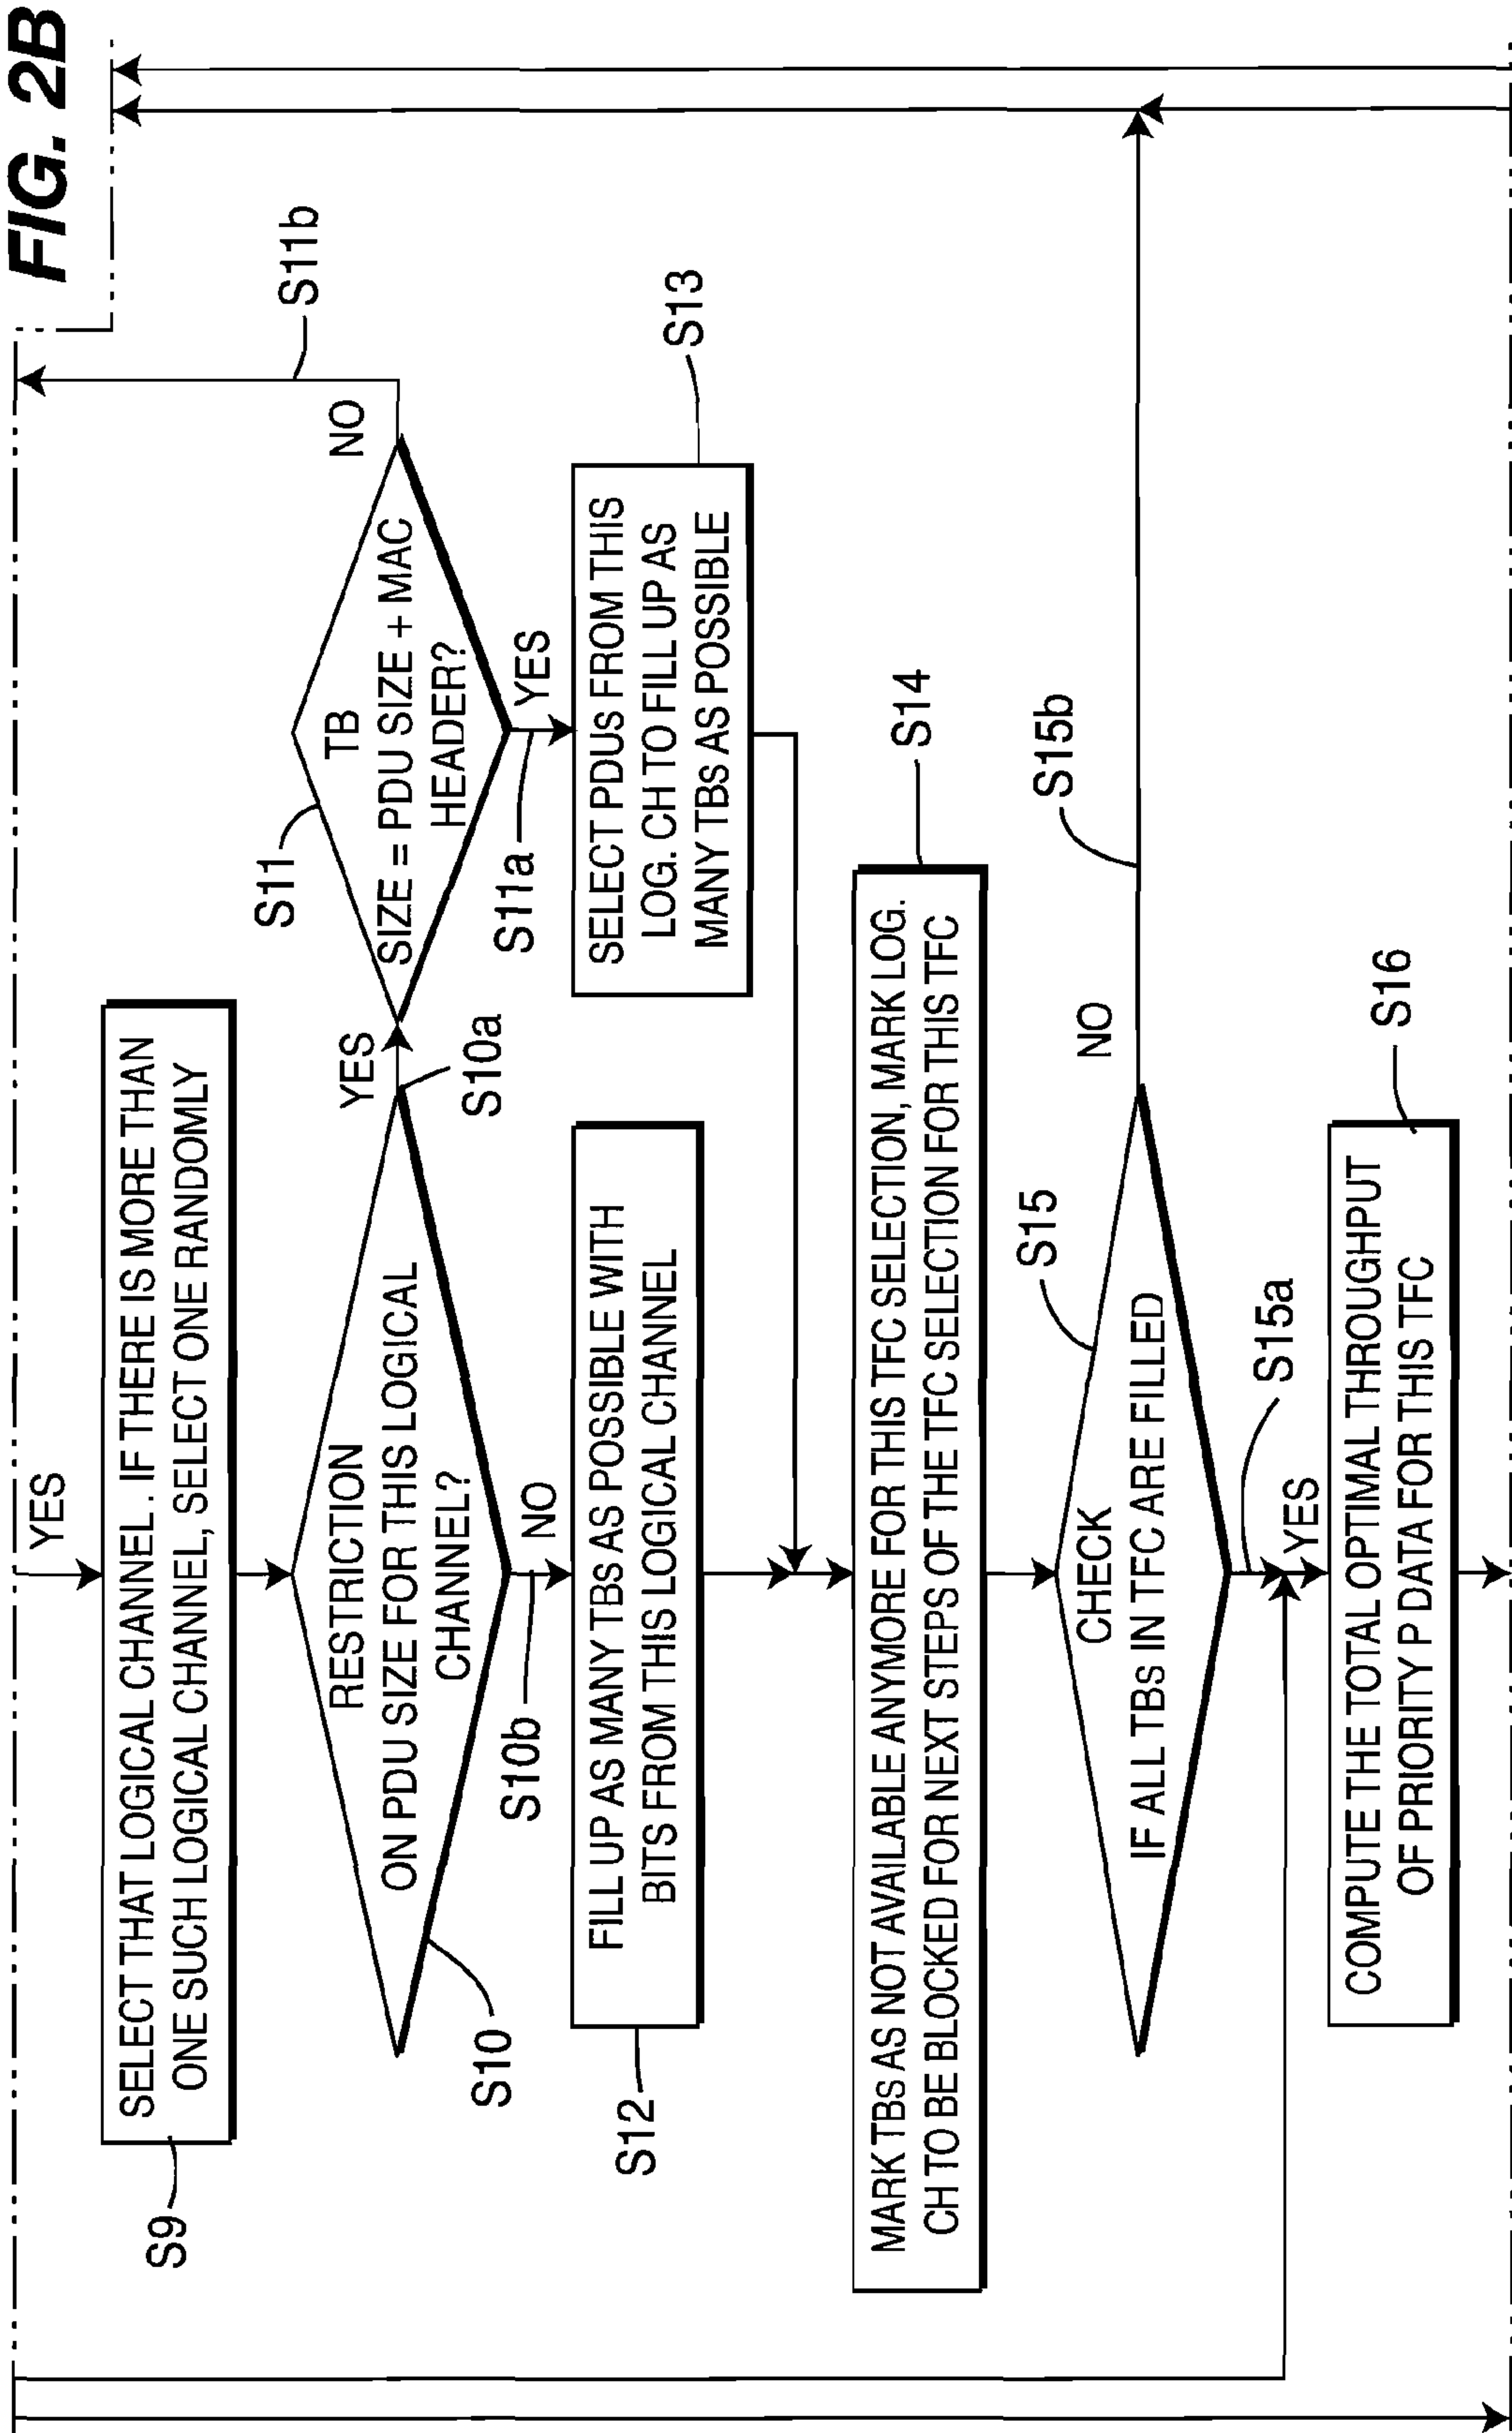 FIG. 2B
YES
S9
SELECT THAT LOGICAL CHANNEL. IF THERE IS MORE THAN
ONE SUCH LOGICAL CHANNEL, SELECT ONE RANDOMLY
S10
RESTRICTION
ON PDU SIZE FOR THIS LOGICAL
CHANNEL?
YES
S10a
NO
S10b
S11
TB
SIZE = PDU SIZE + MAC
HEADER?
NO
S11b
YES
S11a
S12
FILL UP AS MANY TBs AS POSSIBLE WITH
BITS FROM THIS LOGICAL CHANNEL
SELECT PDUS FROM THIS
LOG. CH TO FILL UP AS
MANY TBs AS POSSIBLE
S13
MARK TBs AS NOT AVAILABLE ANYMORE FOR THIS TFC SELECTION, MARK LOG.
CH TO BE BLOCKED FOR NEXT STEPS OF THE TFC SELECTION FOR THIS TFC
S14
S15
CHECK
IF ALL TBs IN TFC ARE FILLED
NO
S15b
S15a
YES
COMPUTE THE TOTAL OPTIMAL THROUGHPUT
OF PRIORITY P DATA FOR THIS TFC
S16